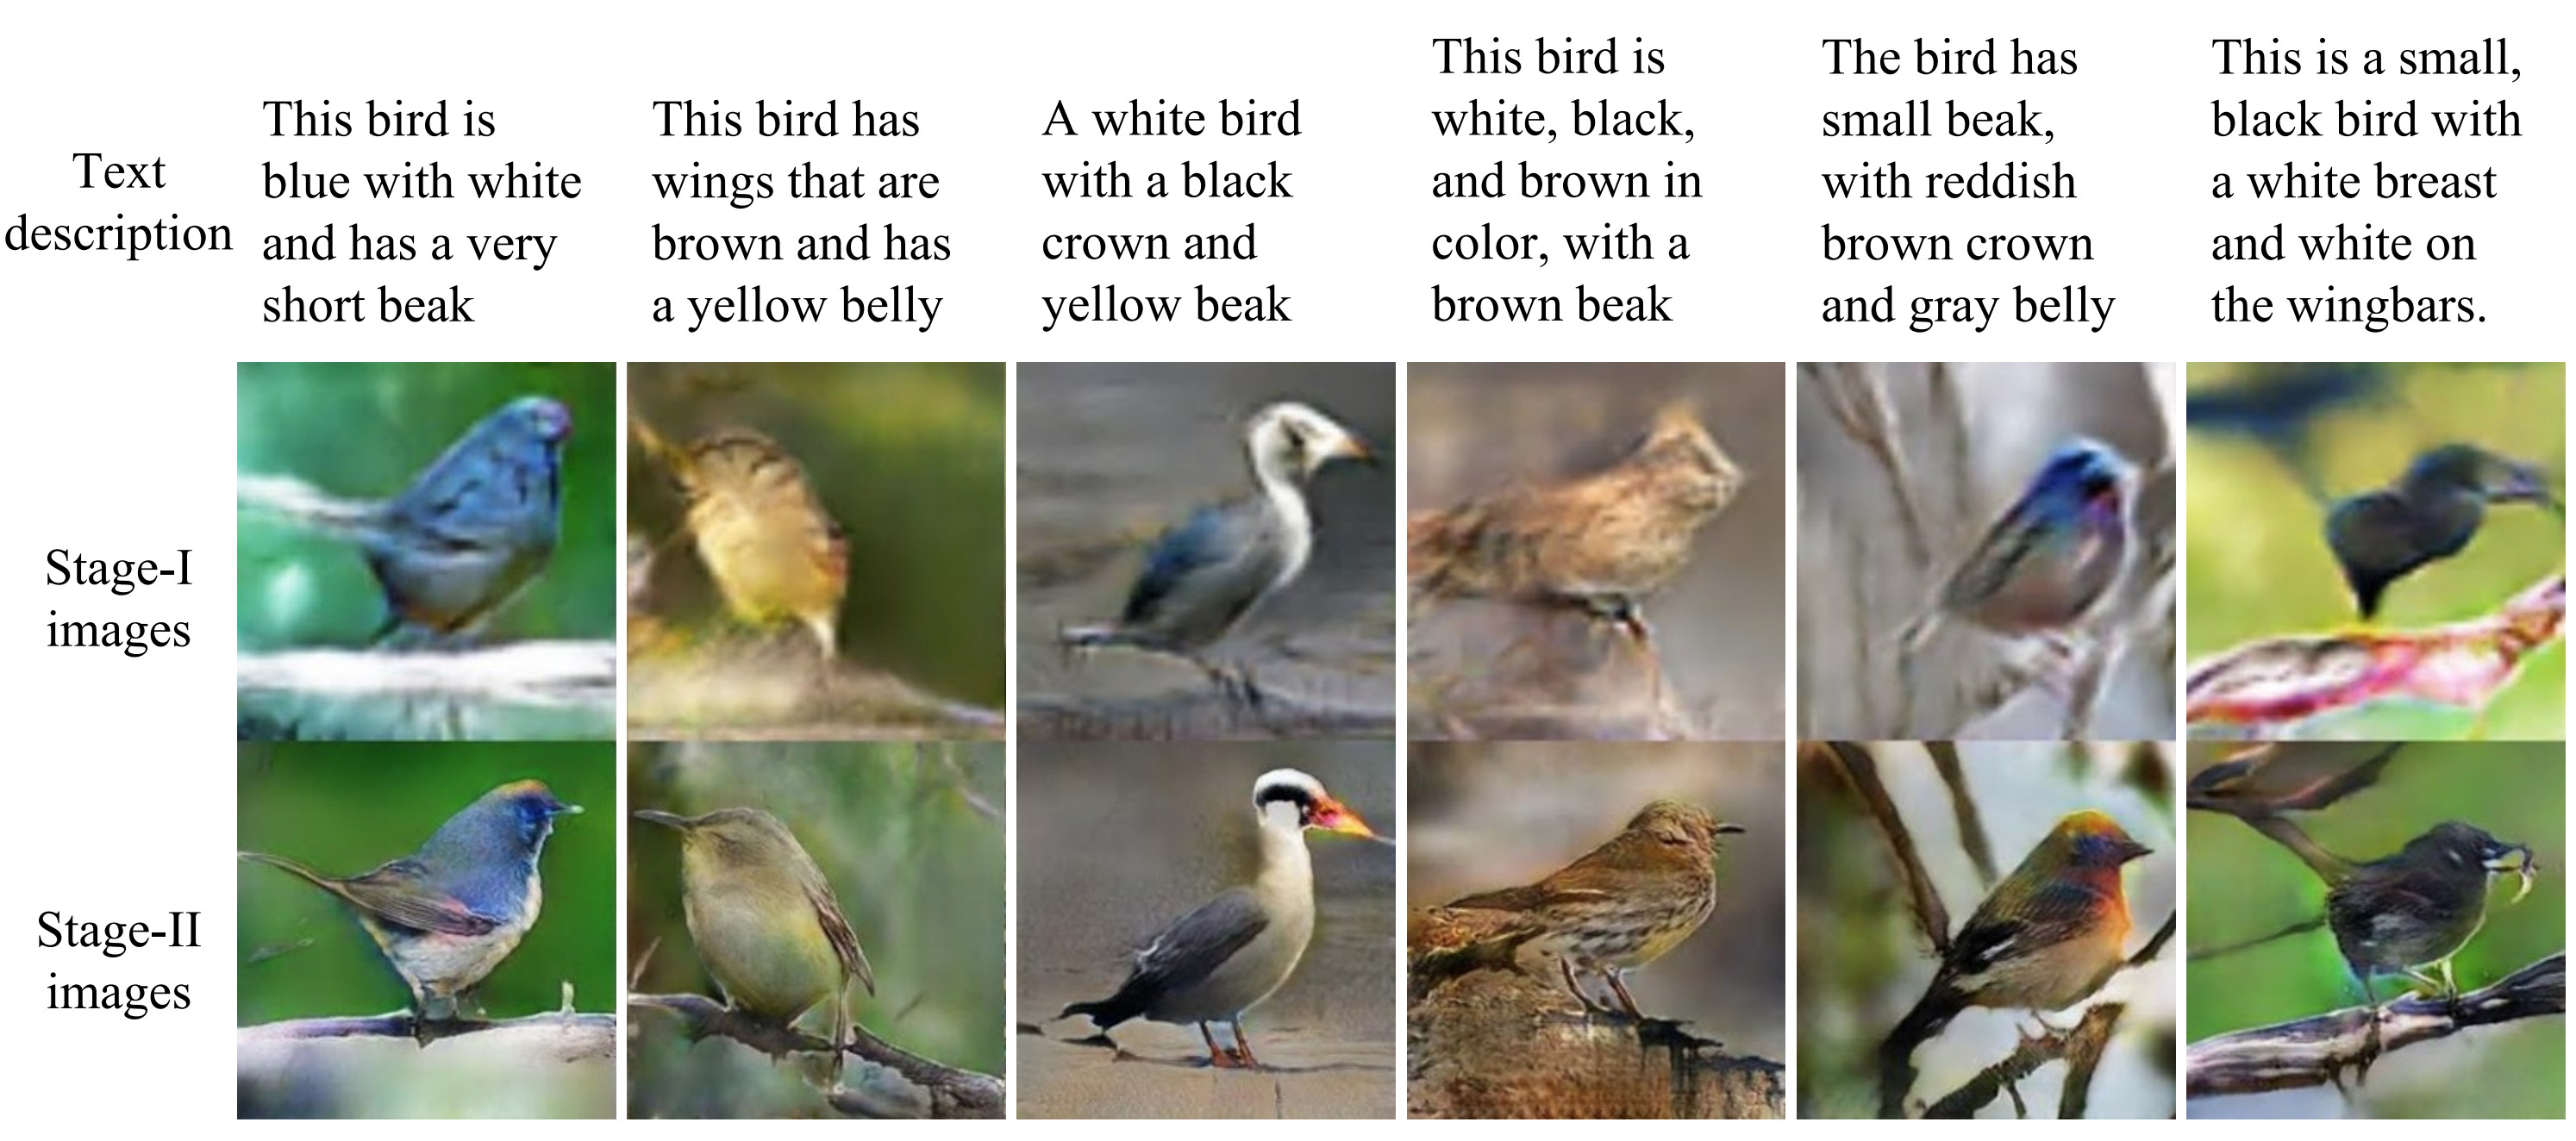 Text
description
This bird is
blue with white
and has a very
short beak
This bird has
wings that are
brown and has
a yellow belly
A white bird
with a black
crown and
yellow beak
This bird is
white, black,
and brown in
color, with a
brown beak
The bird has
small beak,
with reddish
brown crown
and gray belly
This is a small,
black bird with
a white breast
and white on
the wingbars.
Stage-I
images
Stage-II
images